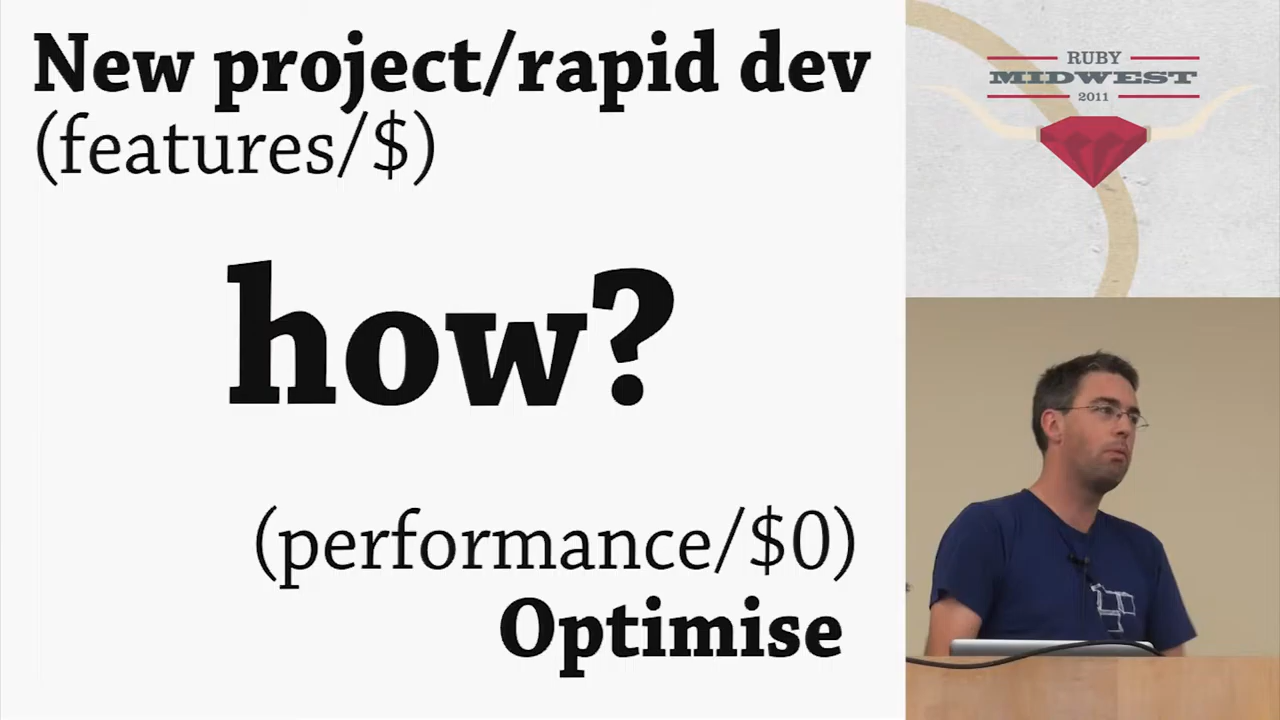 New project/rapid dev
(features/$)
how?
(performance/$0)
Optimise
RUBY
MIDWEST
2011